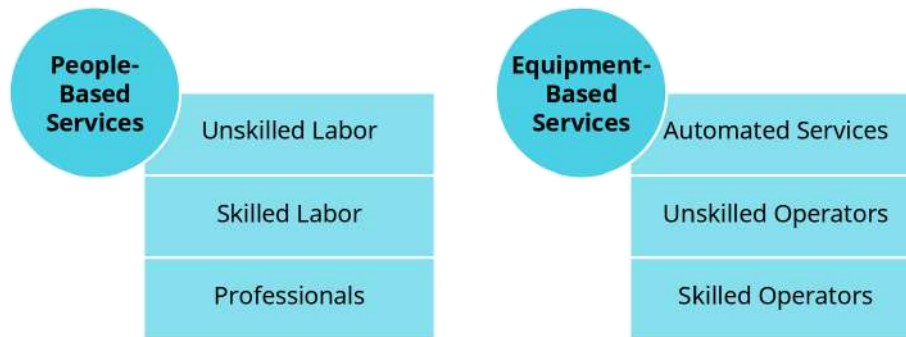 People-
Based
Services
Unskilled Labor
Skilled Labor
Professionals
Equipment-
Based
Services
Automated Services
Unskilled Operators
Skilled Operators